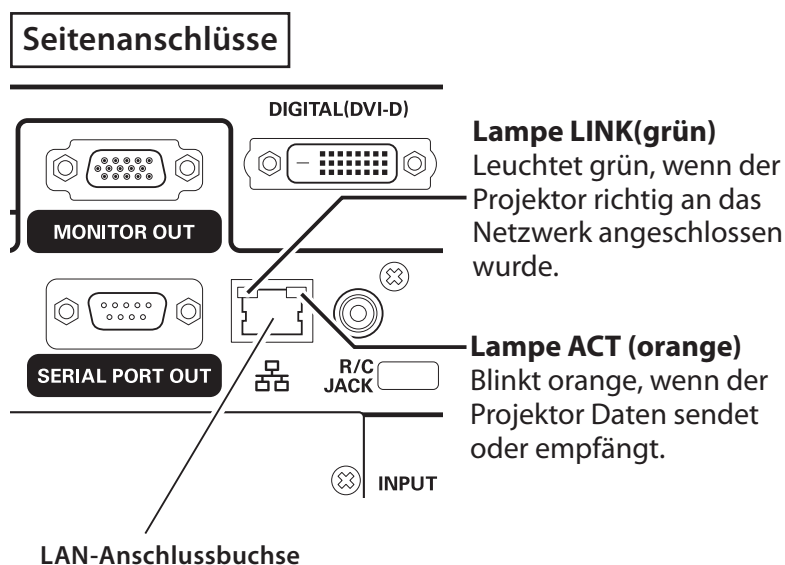 Seitenanschlüsse
DIGITAL(DVI-D)
MONITOR OUT
SERIAL PORT OUT
R/C
JACK
INPUT
Lampe LINK(grün)
Leuchtet grün, wenn der
Projektor richtig an das
Netzwerk angeschlossen
wurde.
Lampe ACT (orange)
Blinkt orange, wenn der
Projektor Daten sendet
oder empfängt.
LAN-Anschlussbuchse